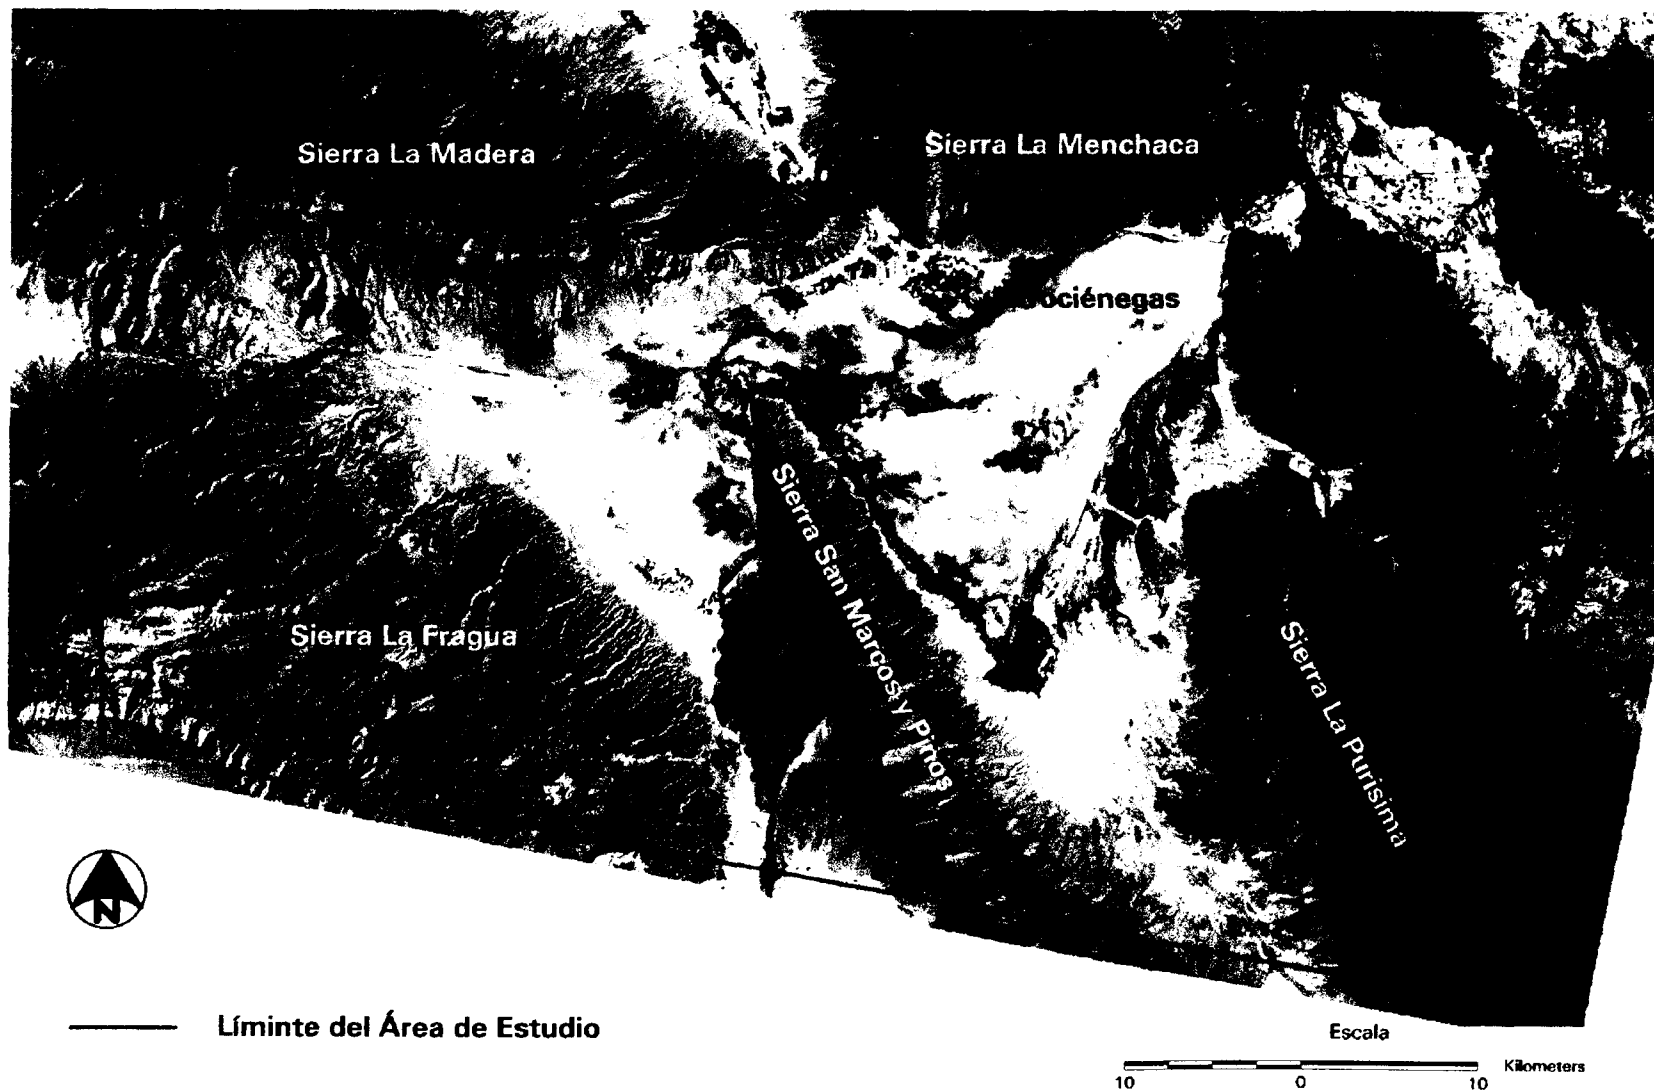 Sierra La Madera
Sierra La Menchaca
ociénegas
Sierra San Marcos y Pinos
Sierra La Fragua
Sierra La Purisima
N
Líminte del Área de Estudio
Escala
Kilometers
10 0 10